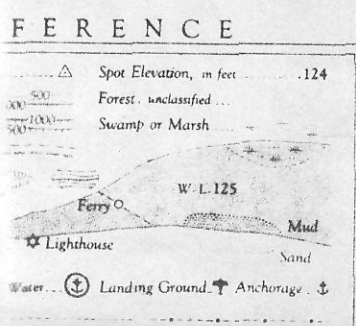 FERENCE
Spot Elevation, in feet .124
500
Forest, unclassified
1000
500 Swamp or Marsh
W. L. 125
Ferry
Mud
Lighthouse
Sand
Water Landing Ground Anchorage